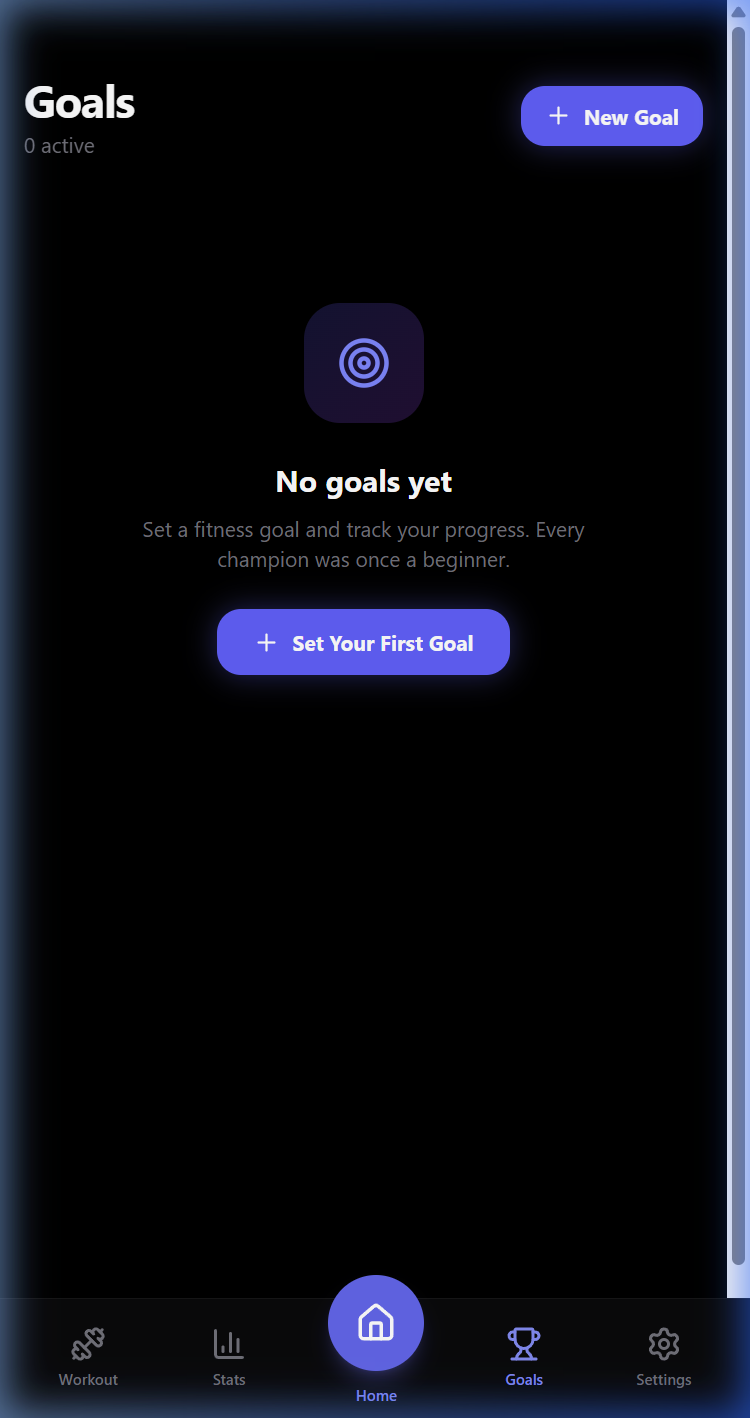 Goals
0 active
New Goal
No goals yet
Set a fitness goal and track your progress. Every
champion was once a beginner.
Set Your First Goal
Workout
Stats
Home
Goals
Settings